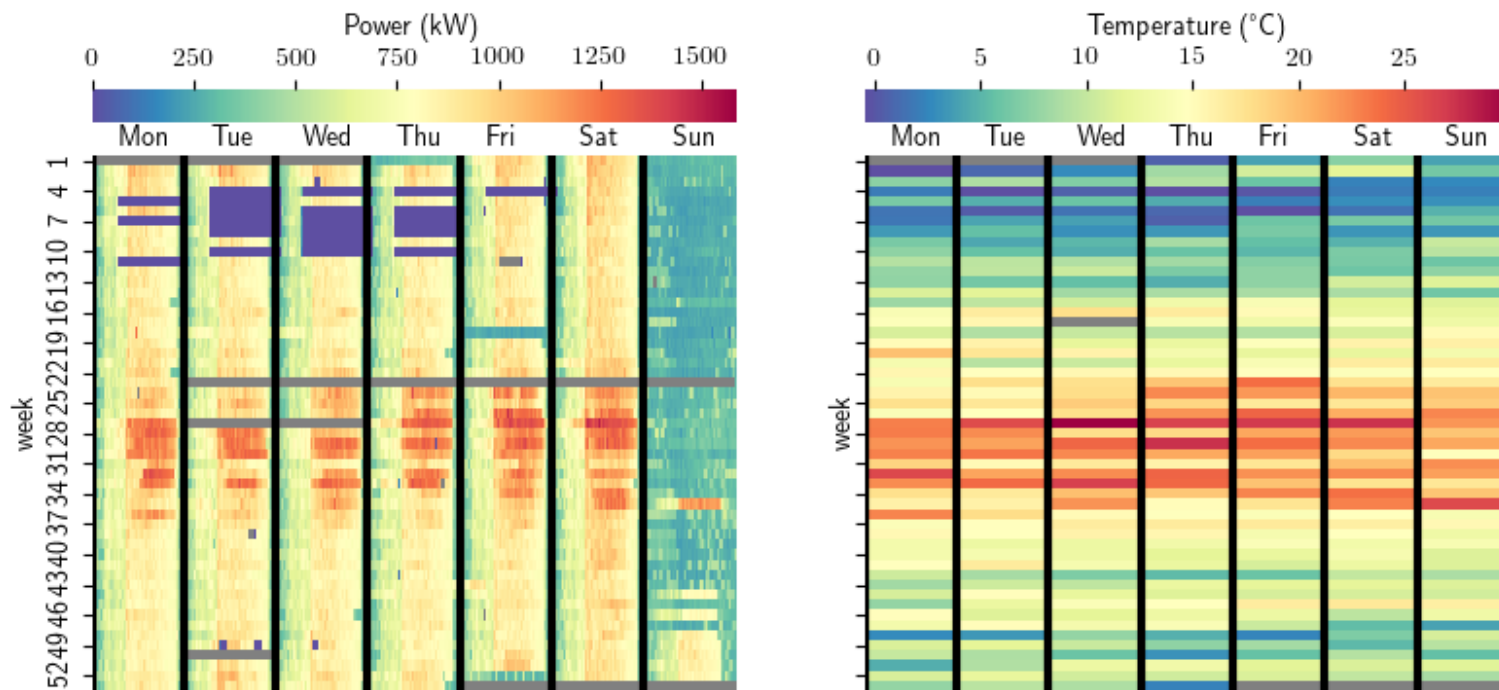 Power (kW)
0 250 500 750 1000 1250 1500
Mon Tue Wed Thu Fri Sat Sun
week
1
4
7
10
13
16
19
22
25
28
31
34
37
40
43
46
49
52
Temperature (°C)
0 5 10 15 20 25
Mon Tue Wed Thu Fri Sat Sun
week